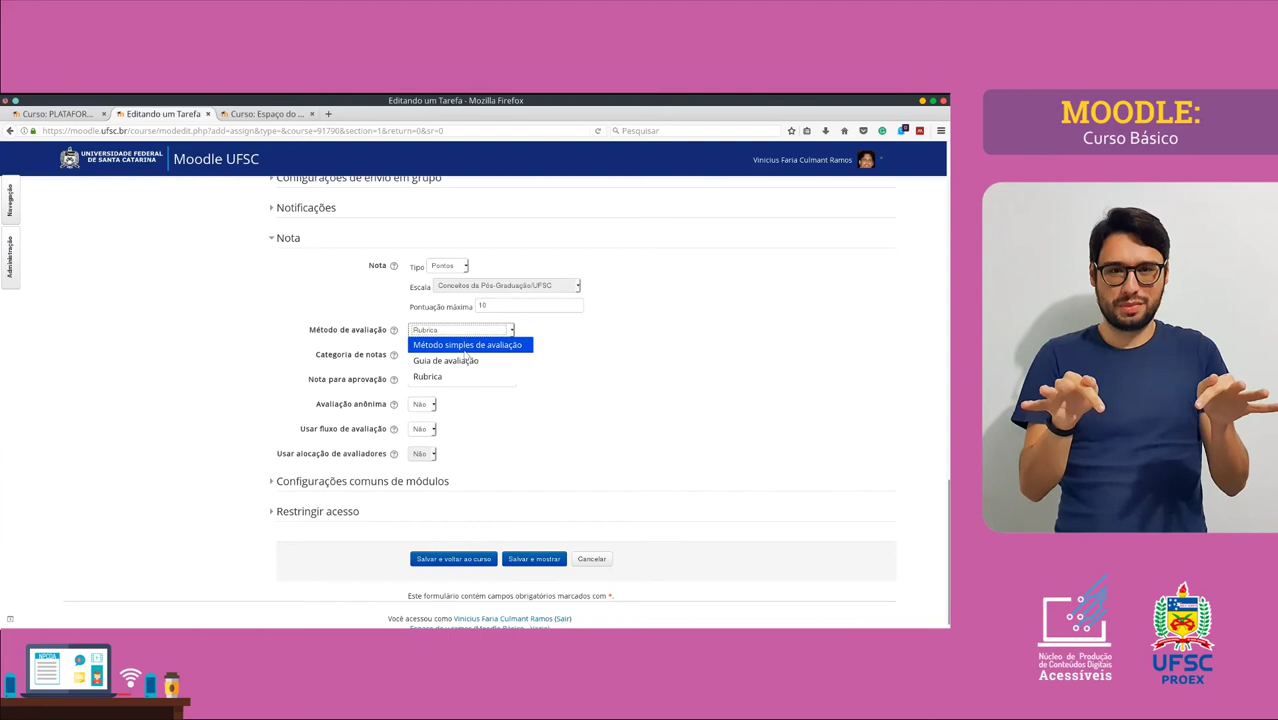 Editando um Tarefa - Mozilla Firefox
Curso: PLATAFOR...
Editando um Tarefa
Curso: Espaço do ...
https://moodle.ufsc.br/course/modedit.php?add=assign&type=&course=91790&section=1&return=0&sr=0
Pesquisar
UNIVERSIDADE FEDERAL
DE SANTA CATARINA
Moodle UFSC
Vinicius Faria Culmant Ramos
Navegação
Administração
Configurações de envio em grupo
Notificações
Nota
Nota
Tipo
Pontos
Escala
Conceitos da Pós-Graduação/UFSC
Pontuação máxima
10
Método de avaliação
Rubrica
Método simples de avaliação
Guia de avaliação
Rubrica
Categoria de notas
Nota para aprovação
Avaliação anônima
Não
Usar fluxo de avaliação
Não
Usar alocação de avaliadores
Não
Configurações comuns de módulos
Restringir acesso
Salvar e voltar ao curso
Salvar e mostrar
Cancelar
Este formulário contém campos obrigatórios marcados com *.
Você acessou como Vinicius Faria Culmant Ramos (Sair)
MOODLE:
Curso Básico
Núcleo de Produção
de Conteúdos Digitais
Acessíveis
UFSC
PROEX
NPCDA